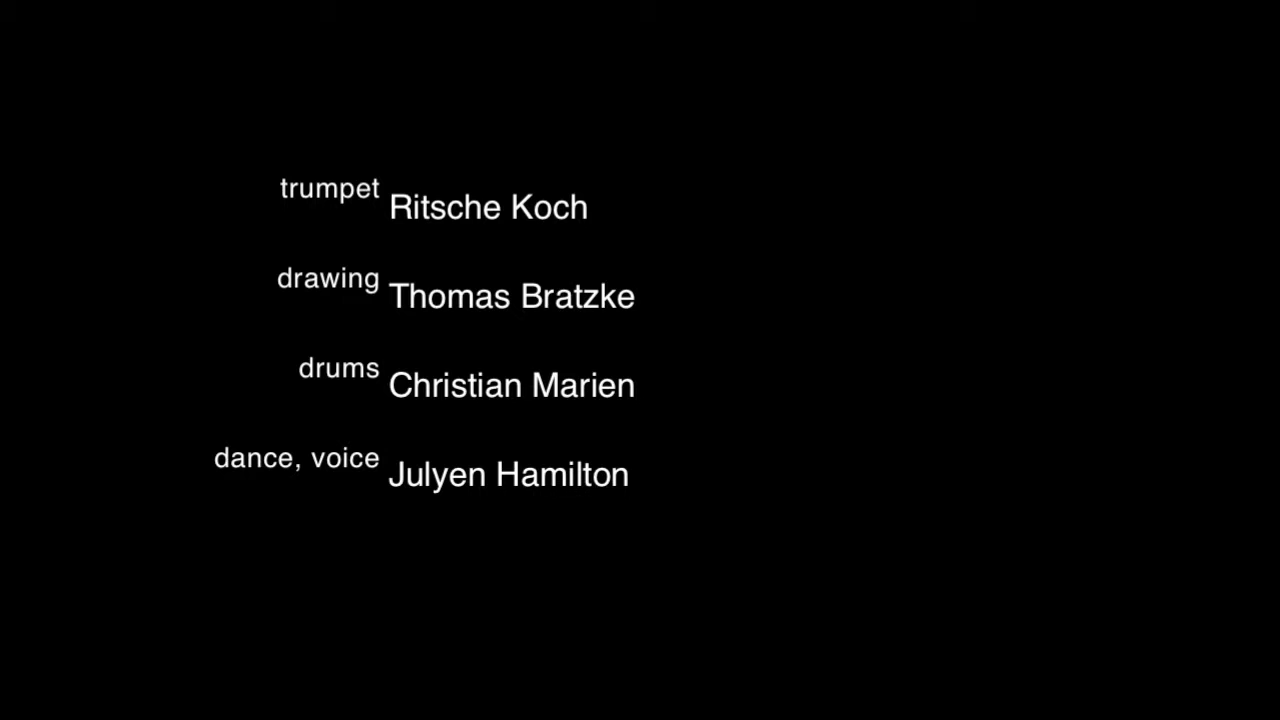 trumpet Ritsche Koch
drawing Thomas Bratzke
drums Christian Marien
dance, voice Julyen Hamilton